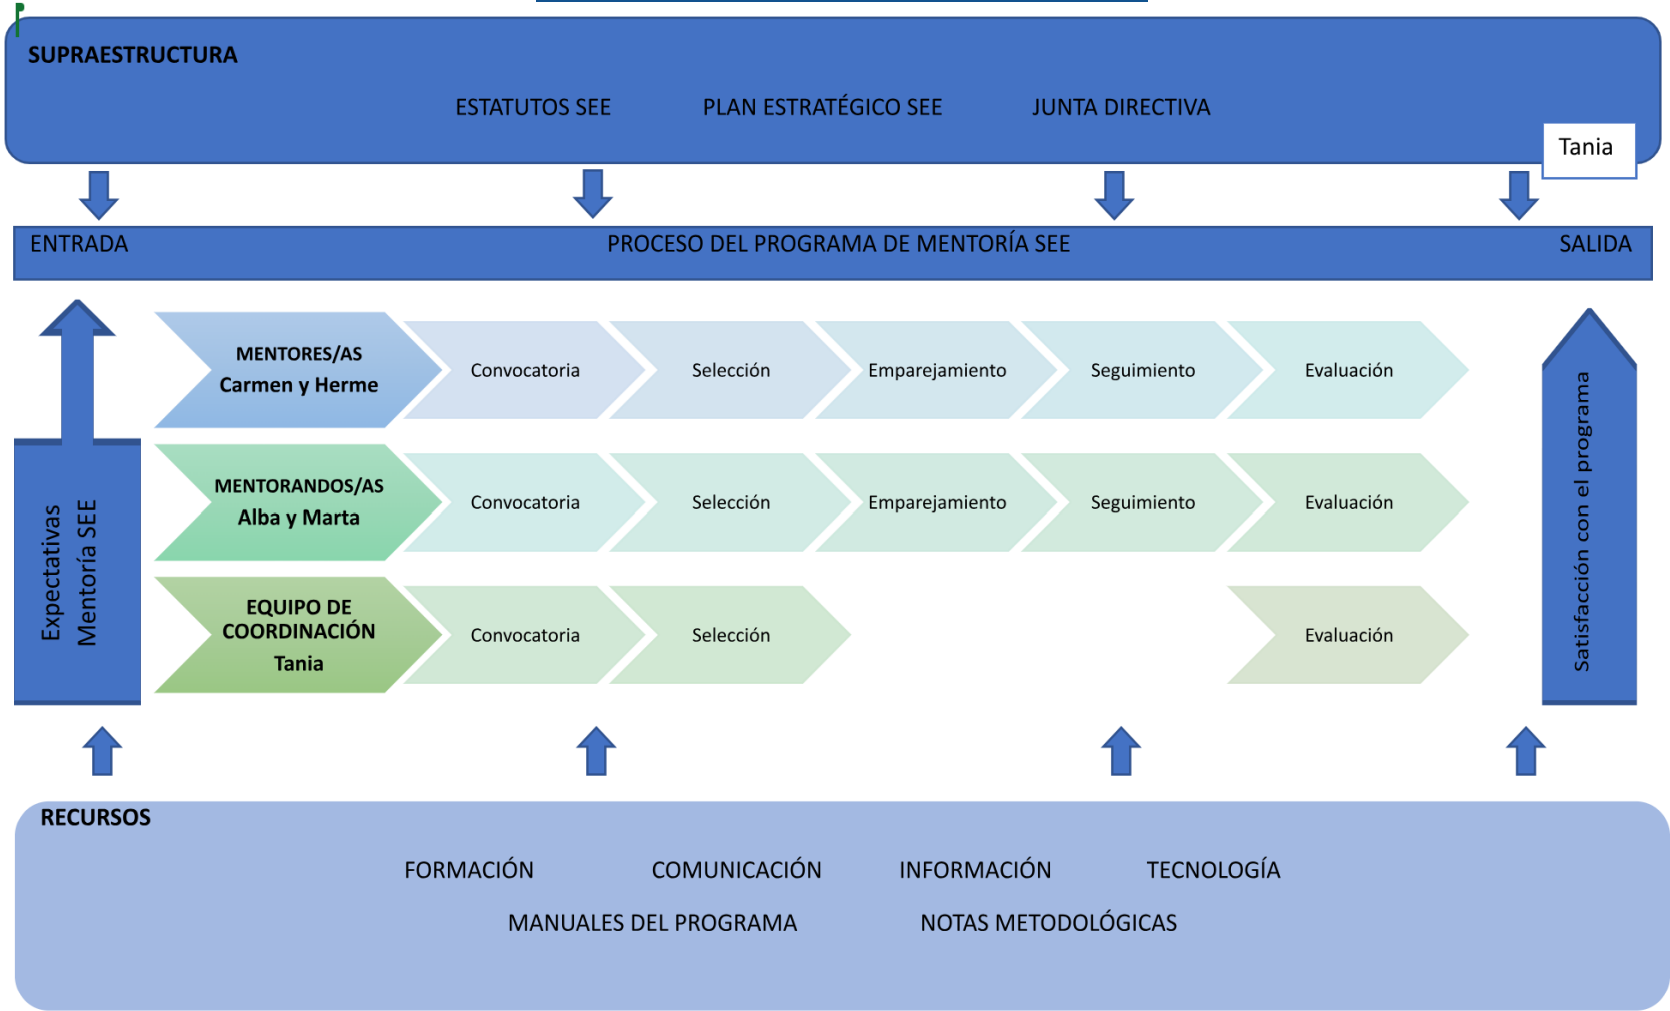 SUPRAESTRUCTURA
ESTATUTOS SEE PLAN ESTRATÉGICO SEE JUNTA DIRECTIVA
Tania
ENTRADA PROCESO DEL PROGRAMA DE MENTORÍA SEE SALIDA
MENTORES/AS
Carmen y Herme
Convocatoria Selección Emparejamiento Seguimiento Evaluación
MENTORANDOS/AS
Alba y Marta
Convocatoria Selección Emparejamiento Seguimiento Evaluación
EQUIPO DE
COORDINACIÓN
Tania
Convocatoria Selección Evaluación
Expectativas
Mentoría SEE
Satisfacción con el programa
RECURSOS
FORMACIÓN COMUNICACIÓN INFORMACIÓN TECNOLOGÍA
MANUALES DEL PROGRAMA NOTAS METODOLÓGICAS